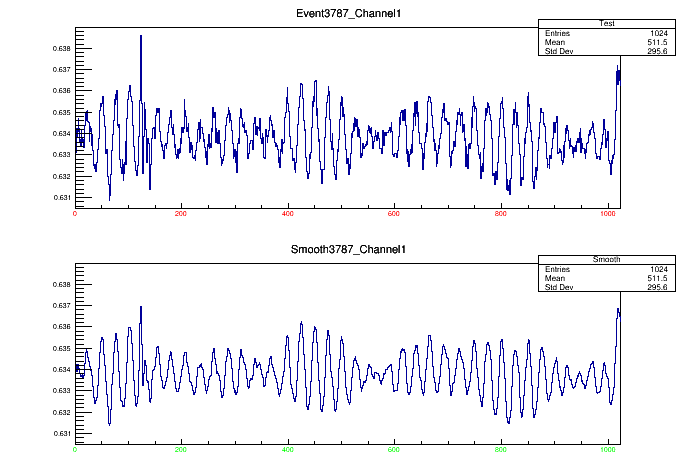 Event3787_Channel1
Test
Entries 1024
Mean 511.5
Std Dev 295.6
0.638
0.637
0.636
0.635
0.634
0.633
0.632
0.631
0 200 400 600 800 1000
Smooth3787_Channel1
Smooth
Entries 1024
Mean 511.5
Std Dev 295.6
0.638
0.637
0.636
0.635
0.634
0.633
0.632
0.631
0 200 400 600 800 1000